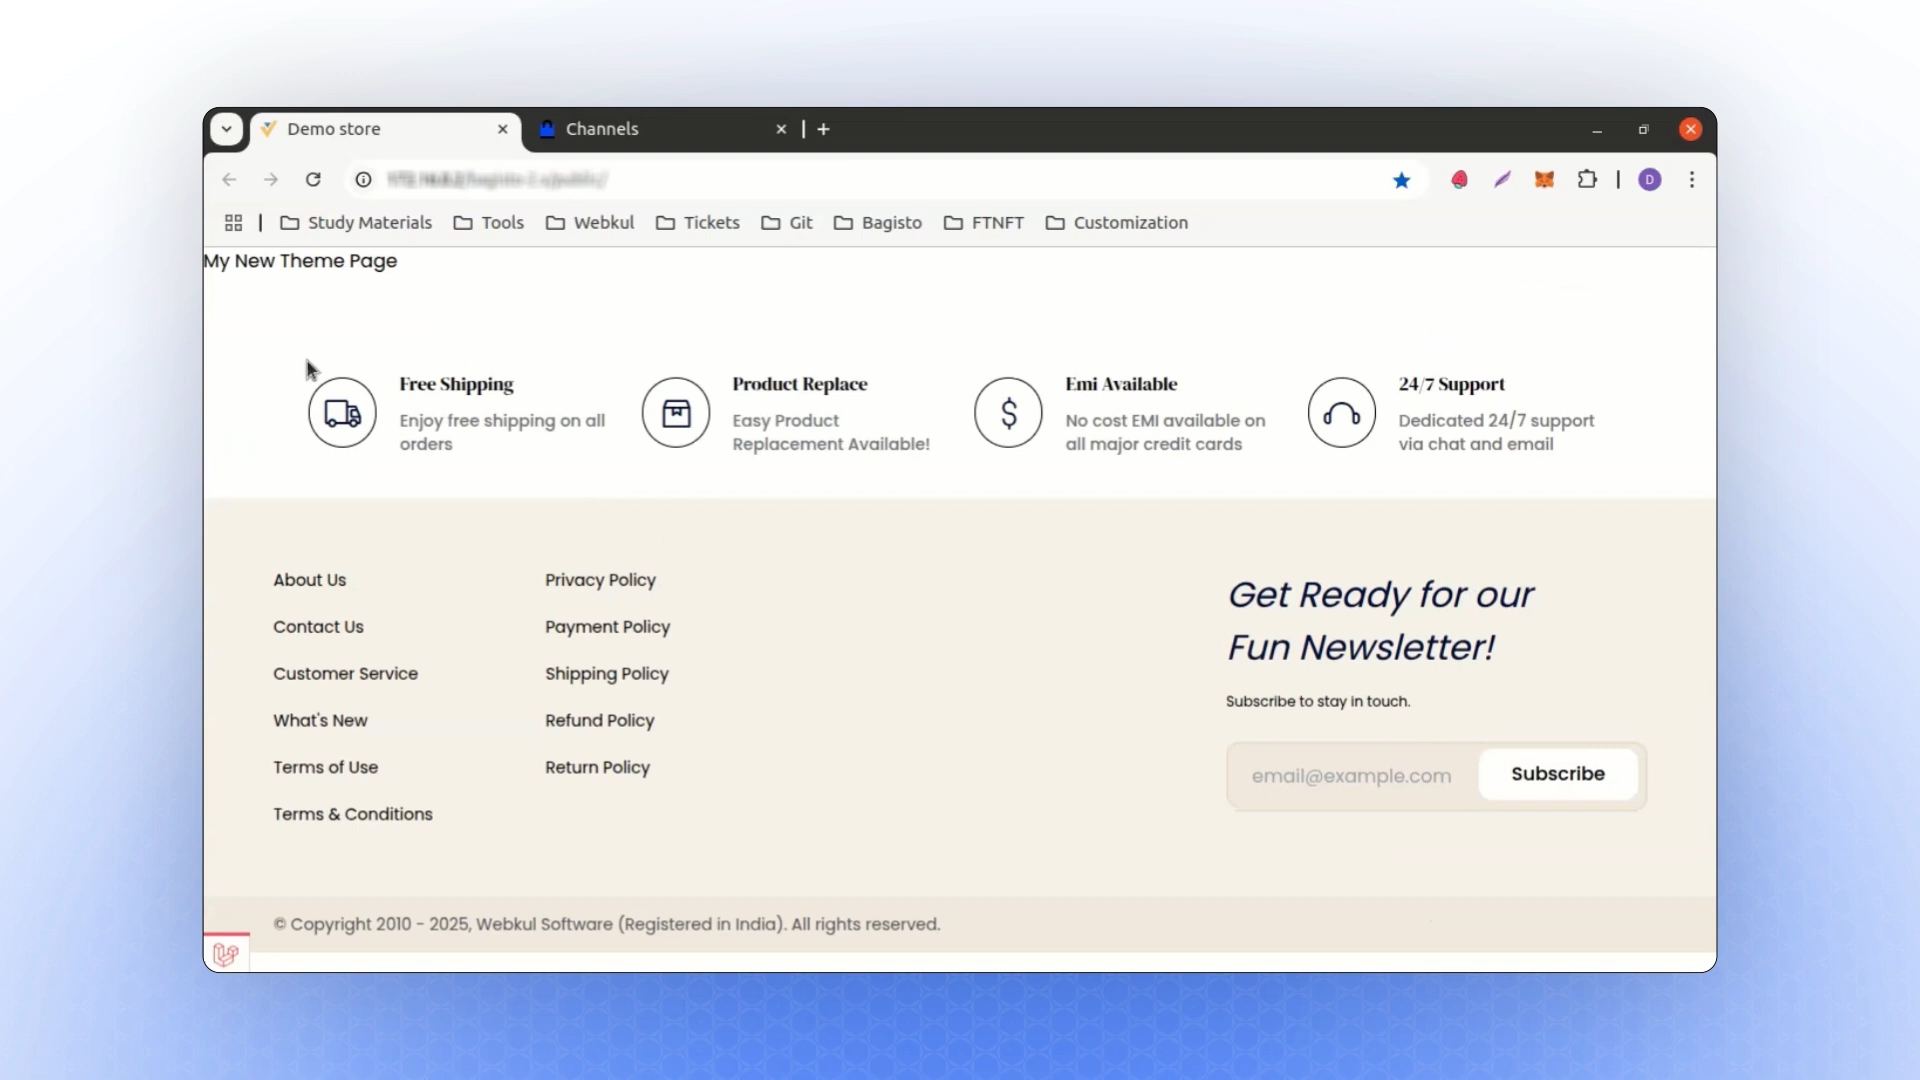 Demo store
Channels
Study Materials
Tools
Webkul
Tickets
Git
Bagisto
FTNFT
Customization
D
My New Theme Page
Free Shipping
Enjoy free shipping on all
orders
Product Replace
Easy Product
Replacement Available!
Emi Available
No cost EMI available on
all major credit cards
24/7 Support
Dedicated 24/7 support
via chat and email
About Us
Contact Us
Customer Service
What's New
Terms of Use
Terms & Conditions
Privacy Policy
Payment Policy
Shipping Policy
Refund Policy
Return Policy
Get Ready for our
Fun Newsletter!
Subscribe to stay in touch.
email@example.com
Subscribe
© Copyright 2010 - 2025, Webkul Software (Registered in India). All rights reserved.